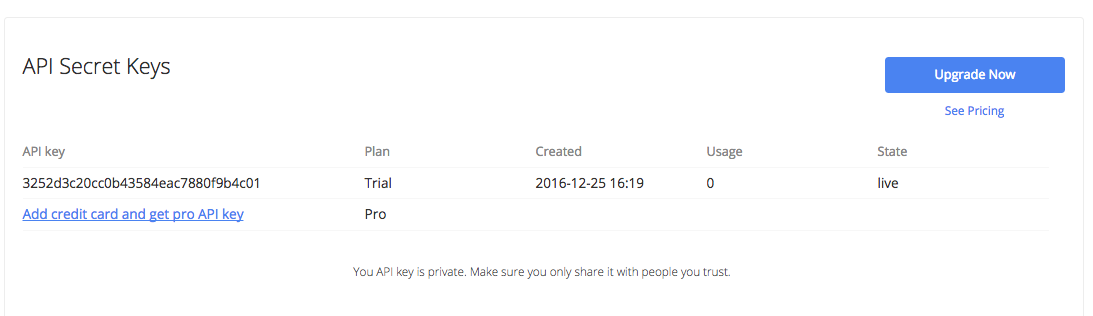 API Secret Keys
Upgrade Now
See Pricing
API key Plan Created Usage State
3252d3c20cc0b43584eac7880f9b4c01 Trial 2016-12-25 16:19 0 live
Add credit card and get pro API key Pro
You API key is private. Make sure you only share it with people you trust.